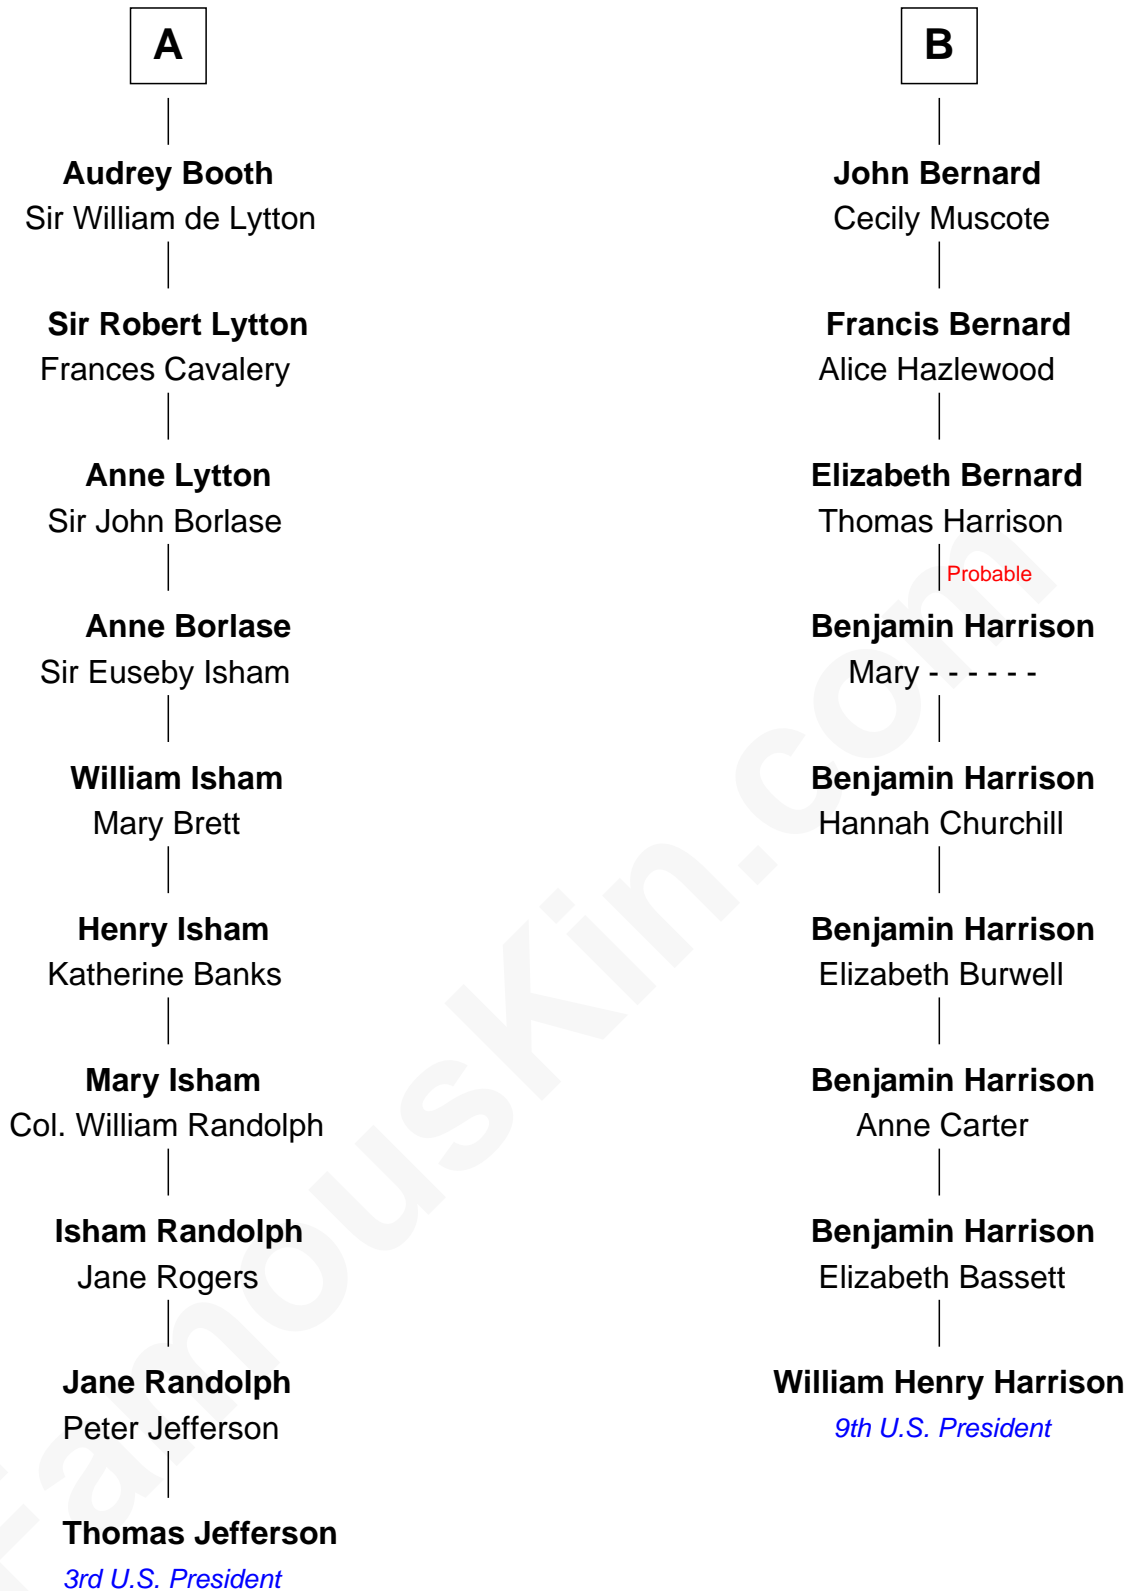 A
Audrey Booth
Sir William de Lytton
Sir Robert Lytton
Frances Cavalery
Anne Lytton
Sir John Borlase
Anne Borlase
Sir Euseby Isham
William Isham
Mary Brett
Henry Isham
Katherine Banks
Mary Isham
Col. William Randolph
Isham Randolph
Jane Rogers
Jane Randolph
Peter Jefferson
Thomas Jefferson
3rd U.S. President
B
John Bernard
Cecily Muscote
Francis Bernard
Alice Hazlewood
Elizabeth Bernard
Thomas Harrison
Probable
Benjamin Harrison
Mary - - - - - -
Benjamin Harrison
Hannah Churchill
Benjamin Harrison
Elizabeth Burwell
Benjamin Harrison
Anne Carter
Benjamin Harrison
Elizabeth Bassett
William Henry Harrison
9th U.S. President
FamousKin.com